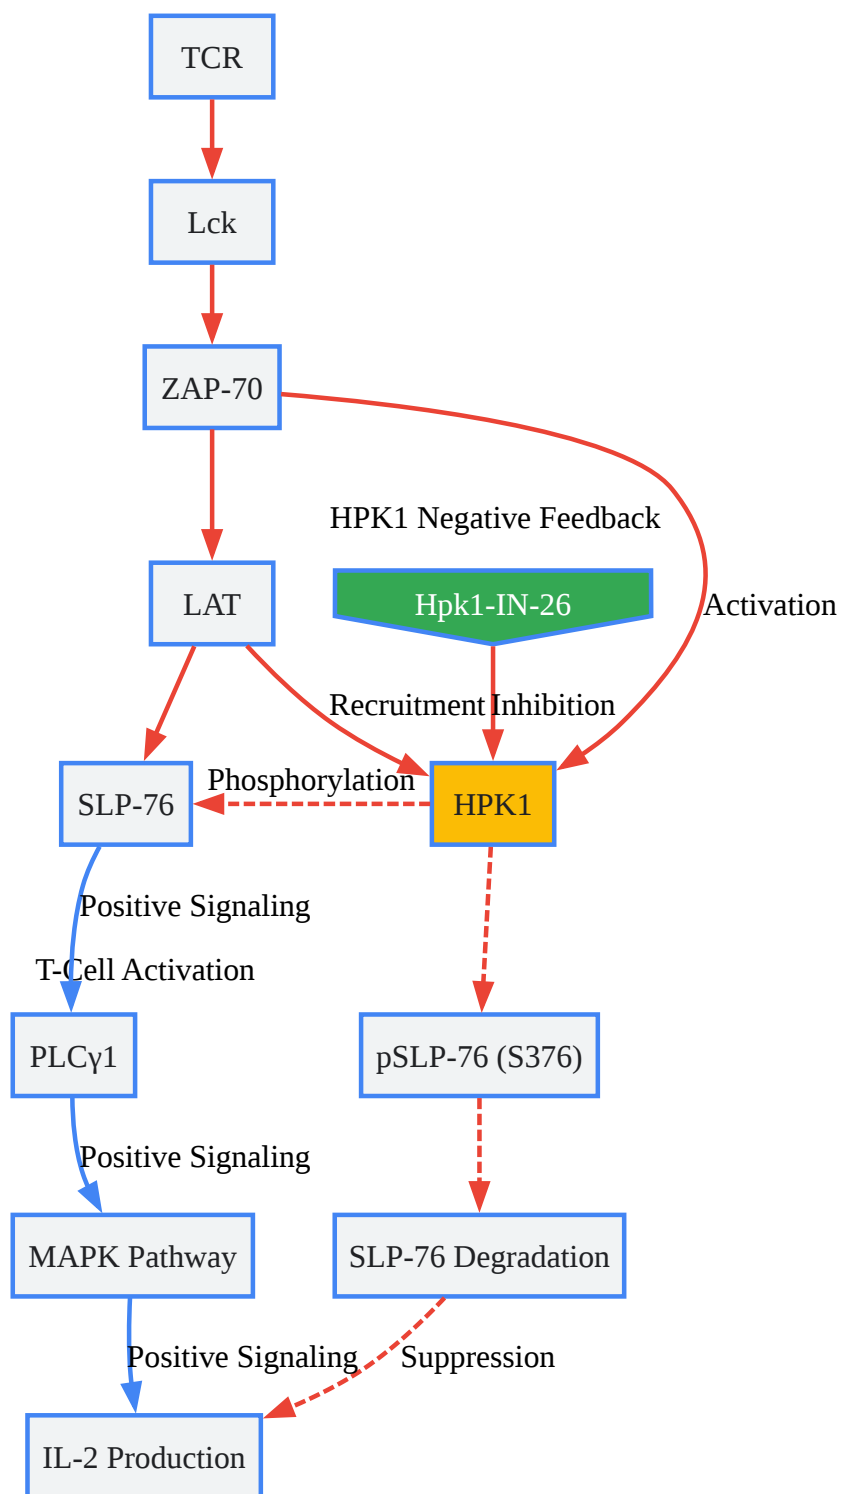 TCR
Lck
ZAP-70
HPK1 Negative Feedback
LAT
Hpk1-IN-26
Activation
Recruitment
Inhibition
Phosphorylation
SLP-76
HPK1
Positive Signaling
T-Cell Activation
PLCγ1
pSLP-76 (S376)
Positive Signaling
MAPK Pathway
SLP-76 Degradation
Positive Signaling
Suppression
IL-2 Production